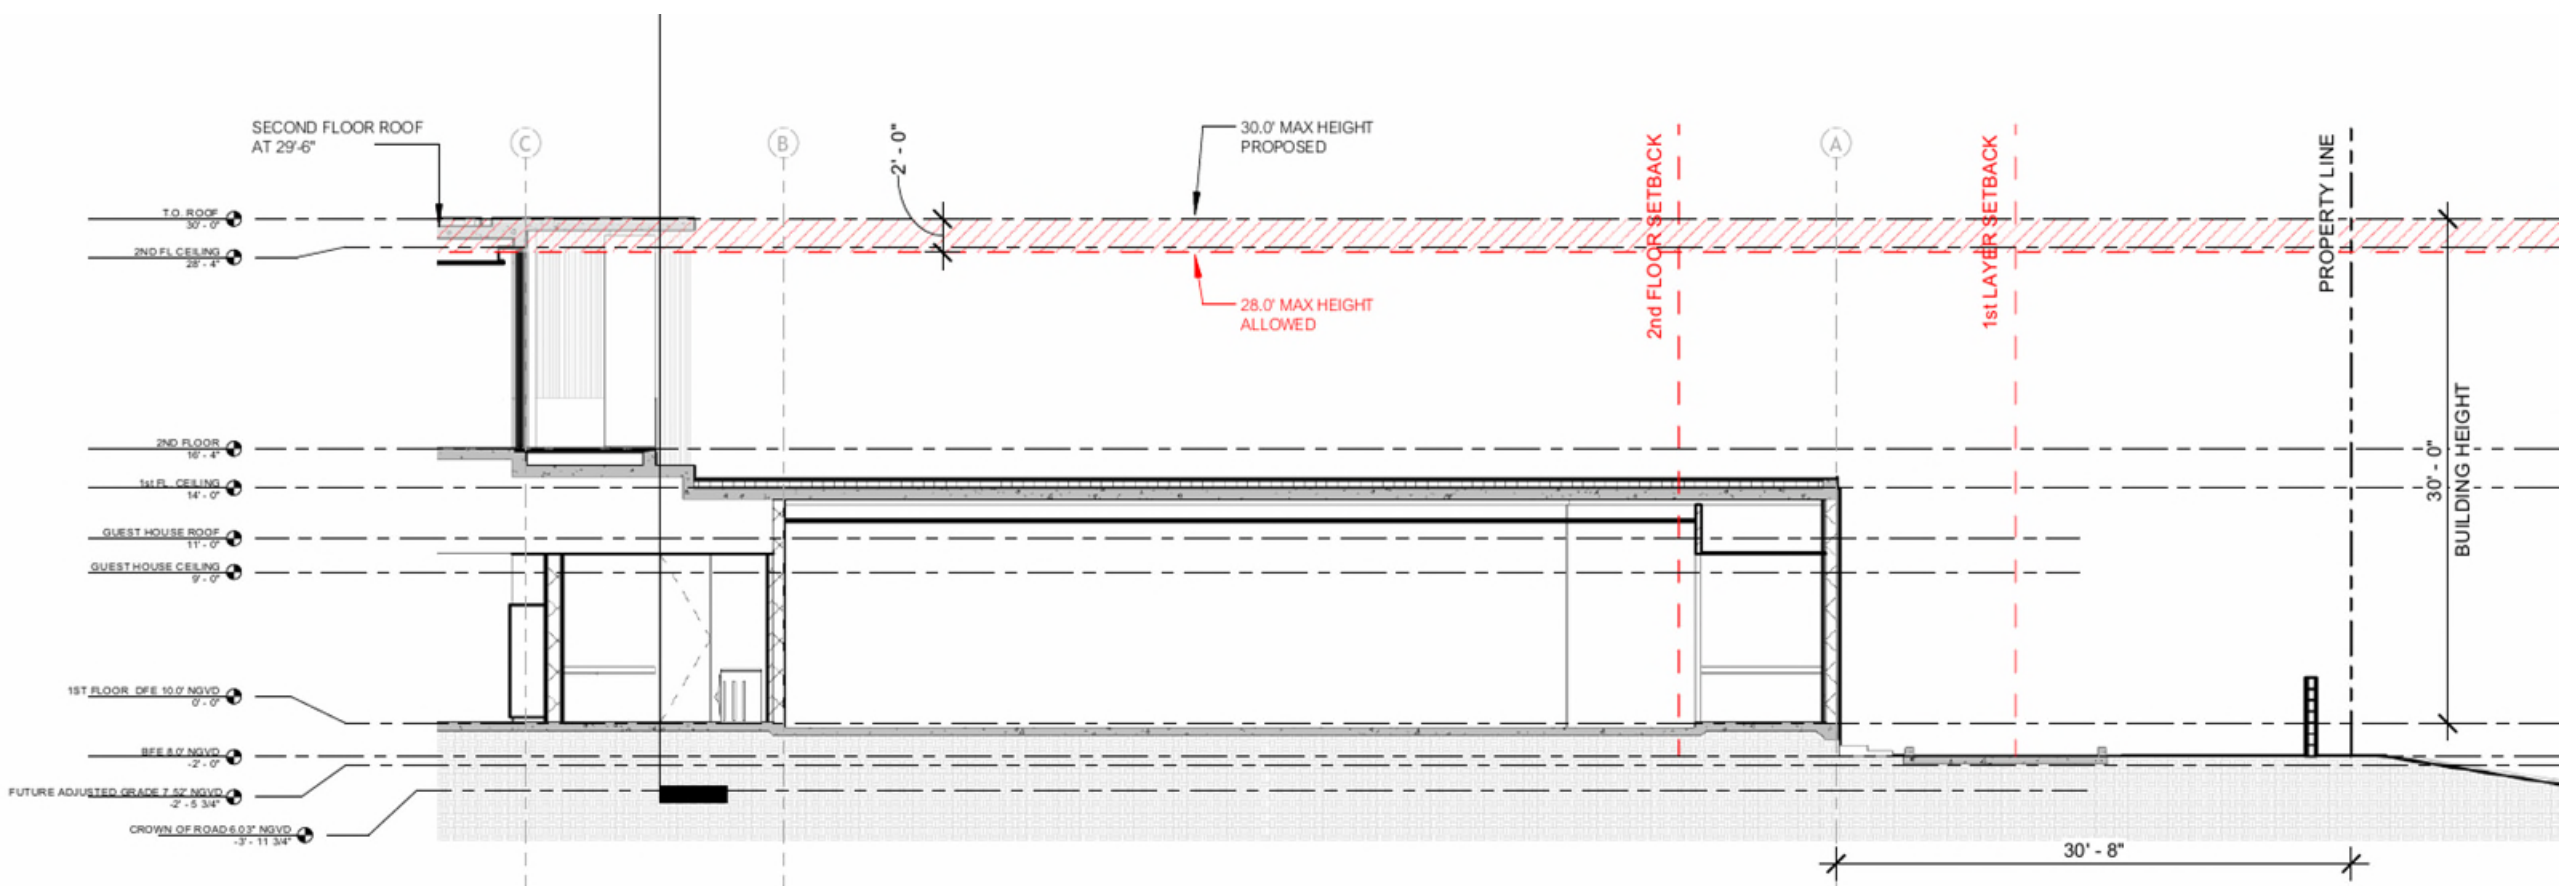 SECOND FLOOR ROOF
AT 29'-6"
C
B
2' - 0"
30.0' MAX HEIGHT
PROPOSED
2nd FLOOR SETBACK
A
1st LAYER SETBACK
PROPERTY LINE
T.O. ROOF
30' - 0"
2ND FL CEILING
28' - 4"
28.0' MAX HEIGHT
ALLOWED
2ND FLOOR
16' - 4"
1st FL. CEILING
14' - 0"
GUEST HOUSE ROOF
11' - 0"
GUEST HOUSE CEILING
9' - 0"
30' - 0"
BUILDING HEIGHT
1ST FLOOR DFE 10.0' NGVD
0' - 0"
BFE 8.0' NGVD
-2' - 0"
FUTURE ADJUSTED GRADE 7.52' NGVD
-2' - 5 3/4"
CROWN OF ROAD 6.03" NGVD
-3' - 11 3/4"
30' - 8"